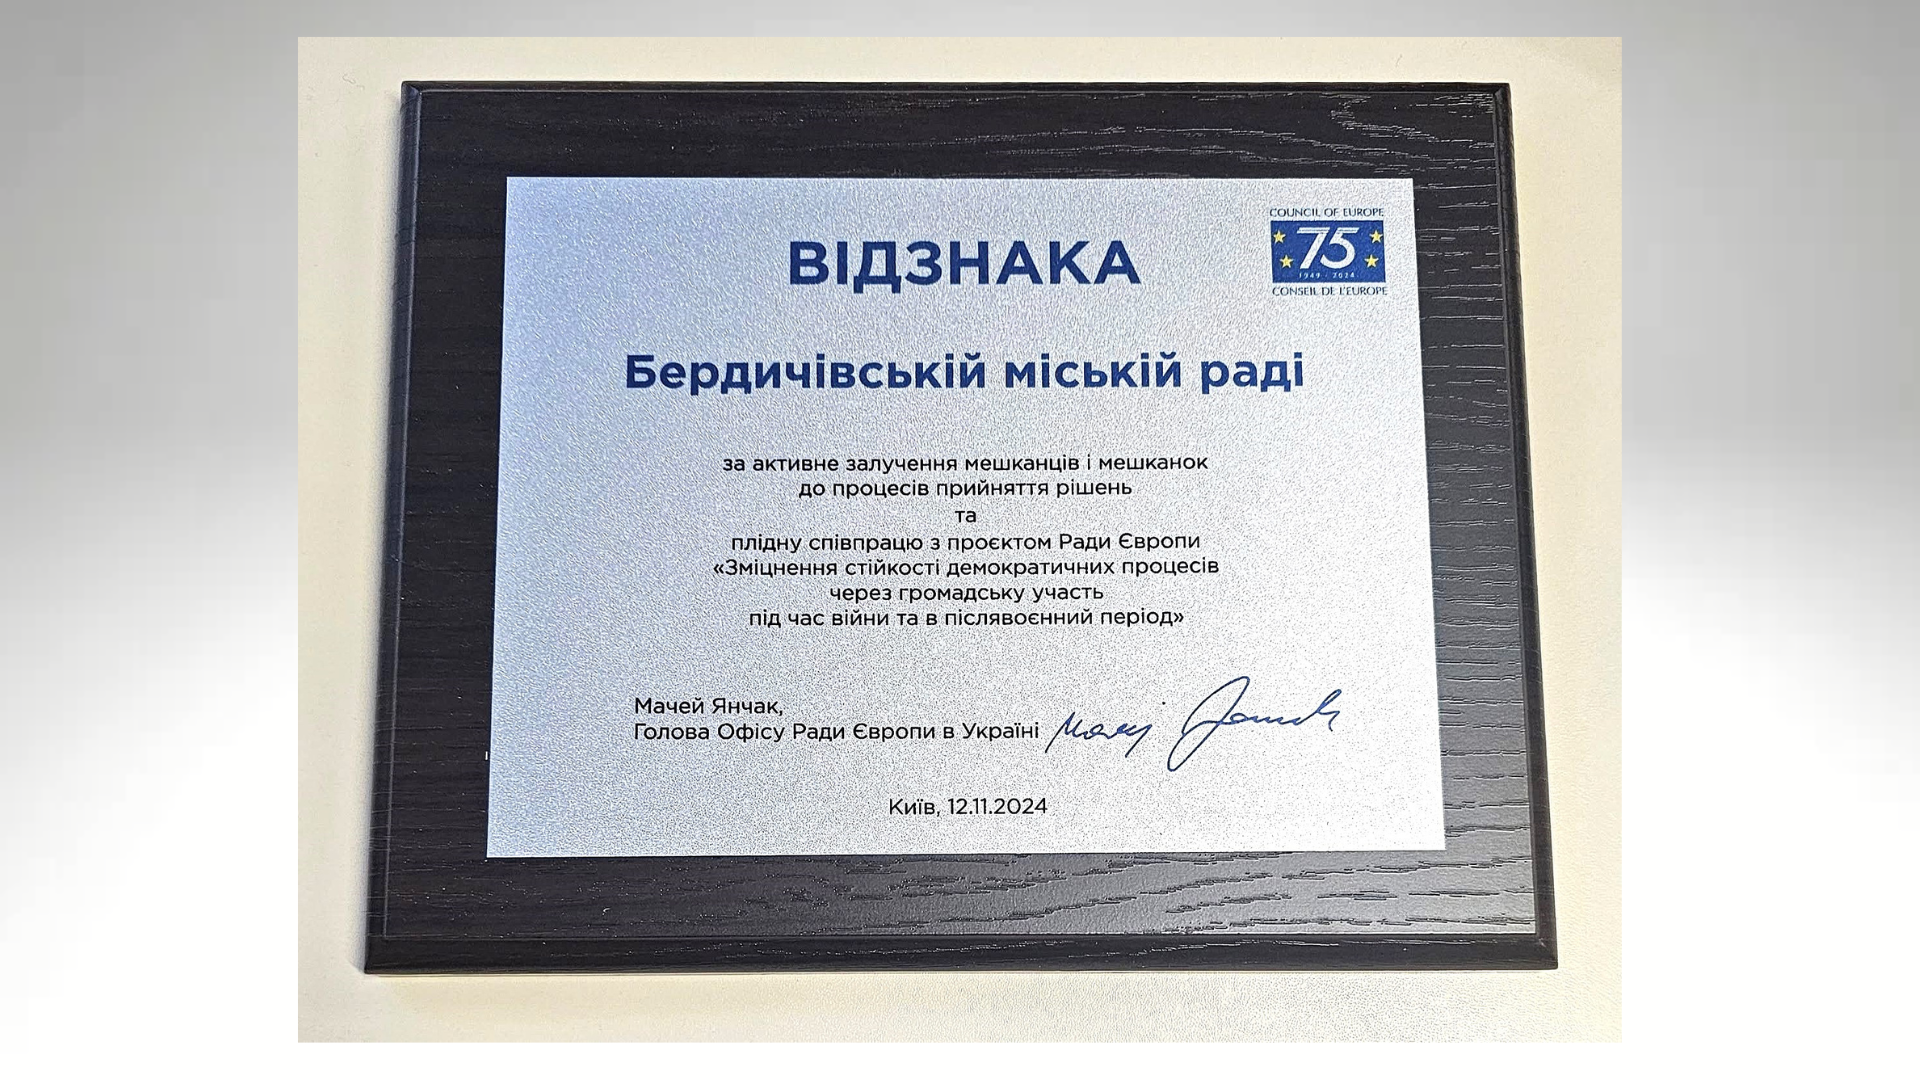 COUNCIL OF EUROPE
75
1949 - 2024
CONSEIL DE L'EUROPE
ВІДЗНАКА
Бердичівській міській раді
за активне залучення мешканців і мешканок
до процесів прийняття рішень
та
плідну співпрацю з проєктом Ради Європи
«Зміцнення стійкості демократичних процесів
через громадську участь
під час війни та в післявоєнний період»
Мачей Янчак,
Голова Офісу Ради Європи в Україні
Київ, 12.11.2024